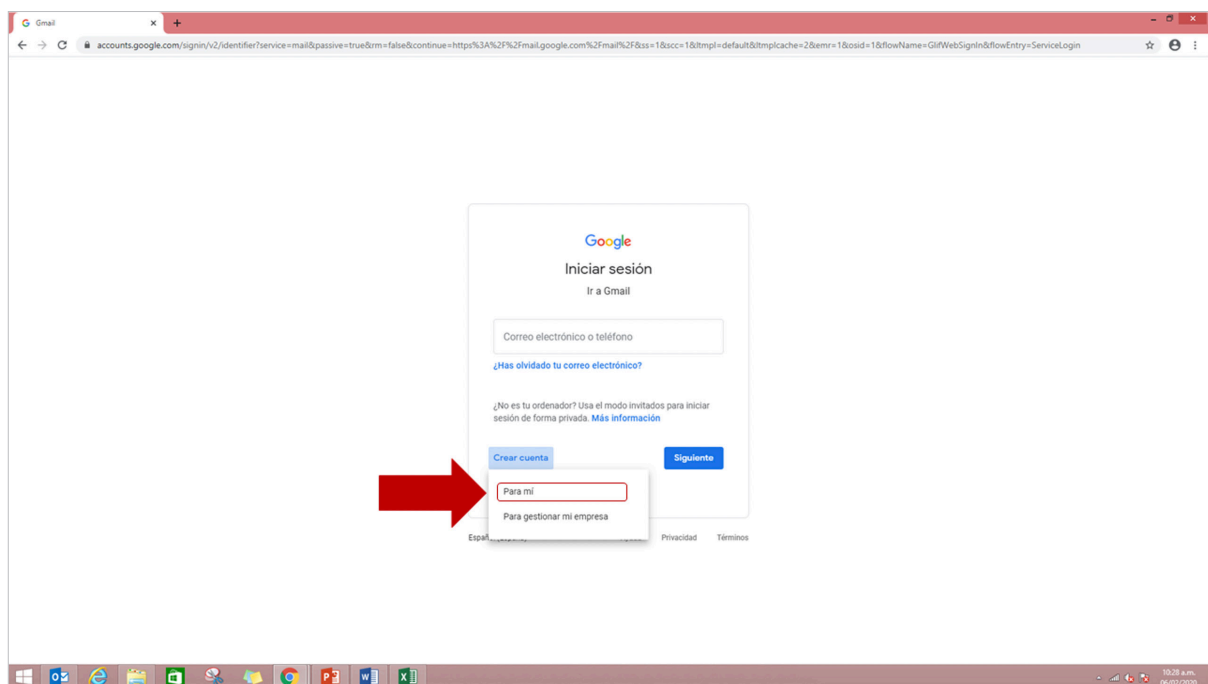 Gmail
accounts.google.com/signin/v2/identifier?service=mail&passive=true&rm=false&continue=https%3A%2F%2Fmail.google.com%2Fmail%2F&ss=1&scc=1&ltmpl=default&ltmplcache=2&emr=1&osid=1&flowName=GlifWebSignIn&flowEntry=ServiceLogin
Google
Iniciar sesión
Ir a Gmail
Correo electrónico o teléfono
¿Has olvidado tu correo electrónico?
¿No es tu ordenador? Usa el modo invitados para iniciar
sesión de forma privada. Más información
Crear cuenta
Siguiente
Para mí
Para gestionar mi empresa
Privacidad
Términos
10:28 a.m.
06/02/2020